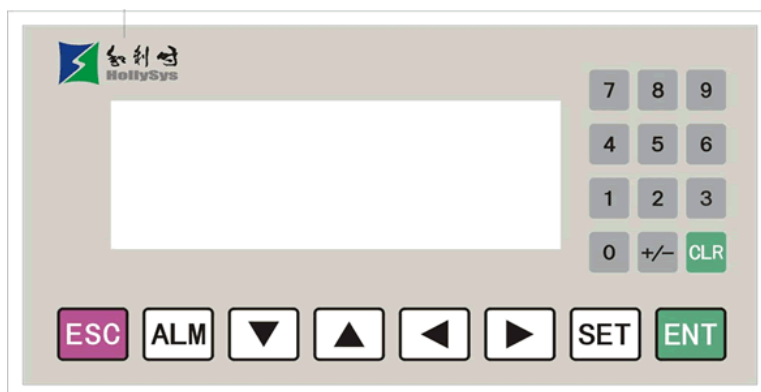 和利时
HollySys
7 8 9
4 5 6
1 2 3
0 +/- CLR
ESC ALM ▼ ▲ ◀ ▶ SET ENT